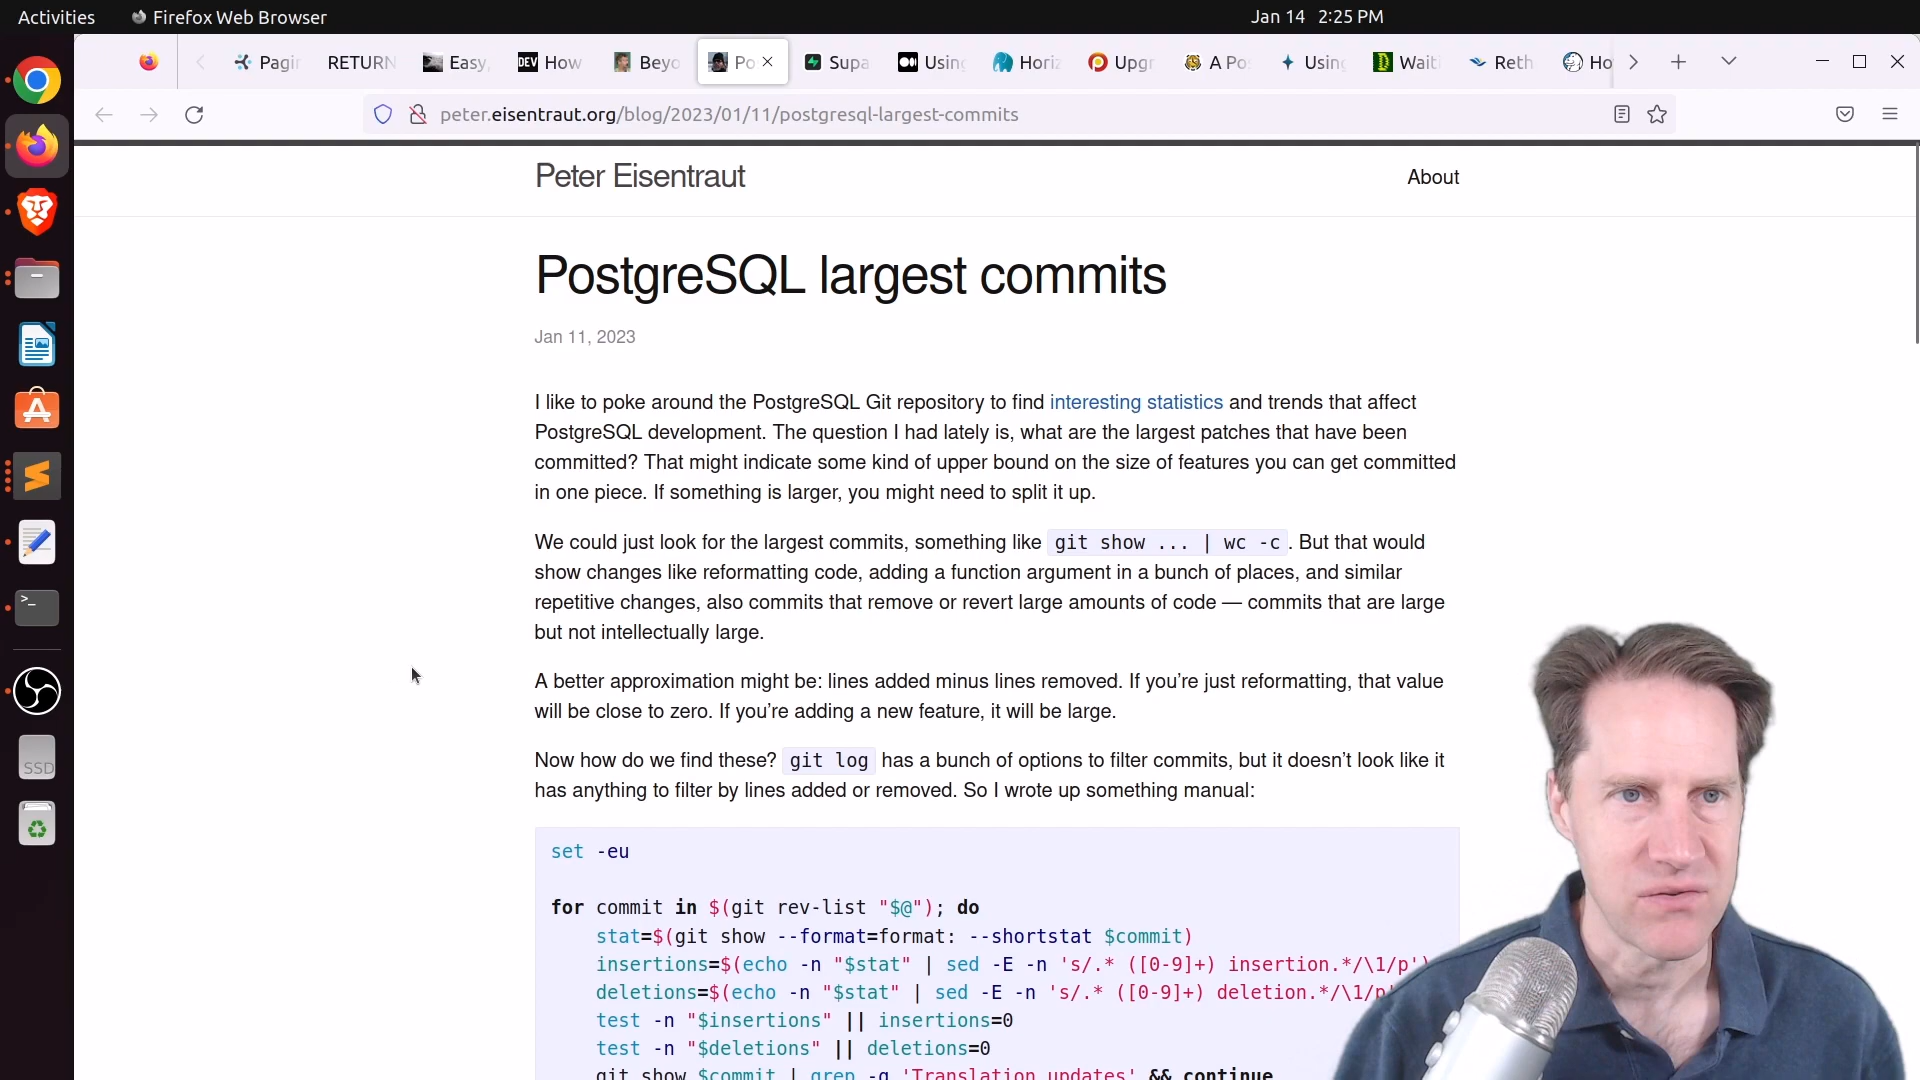 Activities
Firefox Web Browser
Jan 14 2:25 PM
Pagin
RETURN
Easy,
DEV How
Beyo
Po
Supa
Using
Horiz
Upgr
A Po
Using
Wait
Reth
Ho
peter.eisentraut.org/blog/2023/01/11/postgresql-largest-commits
Peter Eisentraut
About
PostgreSQL largest commits
Jan 11, 2023
I like to poke around the PostgreSQL Git repository to find interesting statistics and trends that affect
PostgreSQL development. The question I had lately is, what are the largest patches that have been
committed? That might indicate some kind of upper bound on the size of features you can get committed
in one piece. If something is larger, you might need to split it up.
We could just look for the largest commits, something like git show ... | wc -c. But that would
show changes like reformatting code, adding a function argument in a bunch of places, and similar
repetitive changes, also commits that remove or revert large amounts of code — commits that are large
but not intellectually large.
A better approximation might be: lines added minus lines removed. If you’re just reformatting, that value
will be close to zero. If you’re adding a new feature, it will be large.
Now how do we find these? git log has a bunch of options to filter commits, but it doesn’t look like it
has anything to filter by lines added or removed. So I wrote up something manual:
set -eu
for commit in $(git rev-list "$@"); do
stat=$(git show --format=format: --shortstat $commit)
insertions=$(echo -n "$stat" | sed -E -n 's/.* ([0-9]+) insertion.*/\1/p')
deletions=$(echo -n "$stat" | sed -E -n 's/.* ([0-9]+) deletion.*/\1/p'
test -n "$insertions" || insertions=0
test -n "$deletions" || deletions=0
git show $commit | grep -q 'Translation updates' && continue
SSD